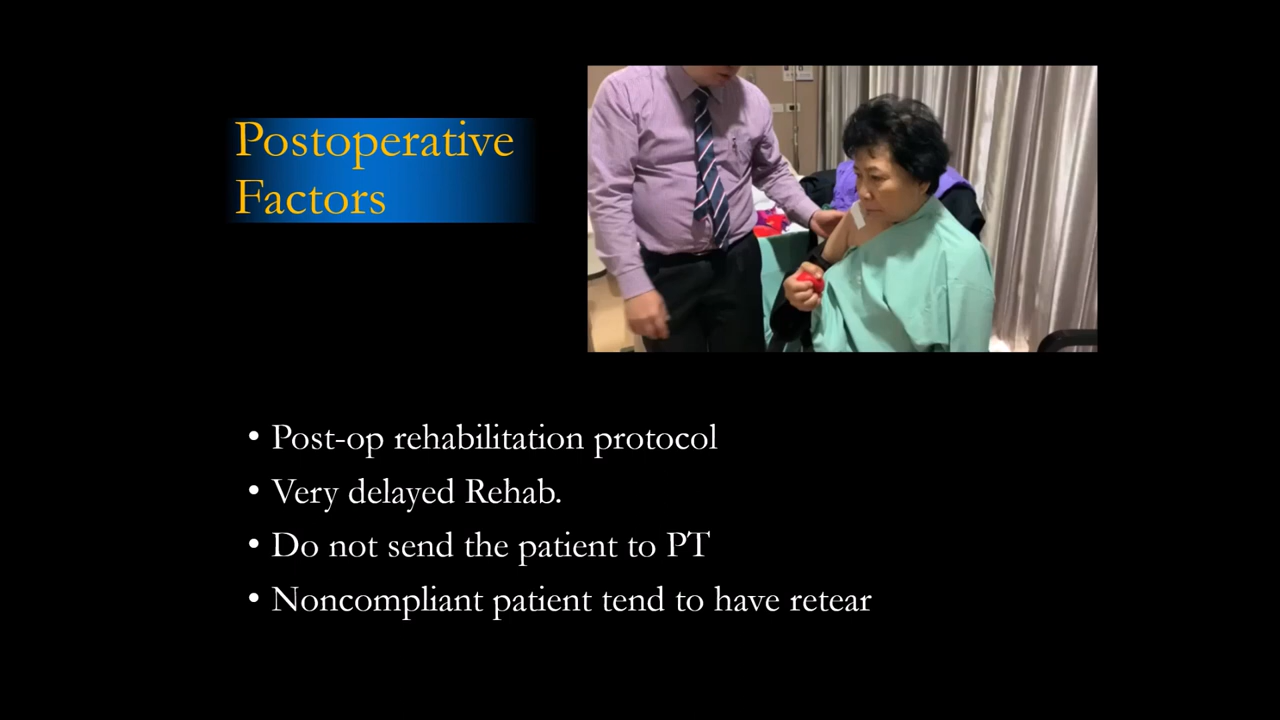 Postoperative
Factors
• Post-op rehabilitation protocol
• Very delayed Rehab.
• Do not send the patient to PT
• Noncompliant patient tend to have retear